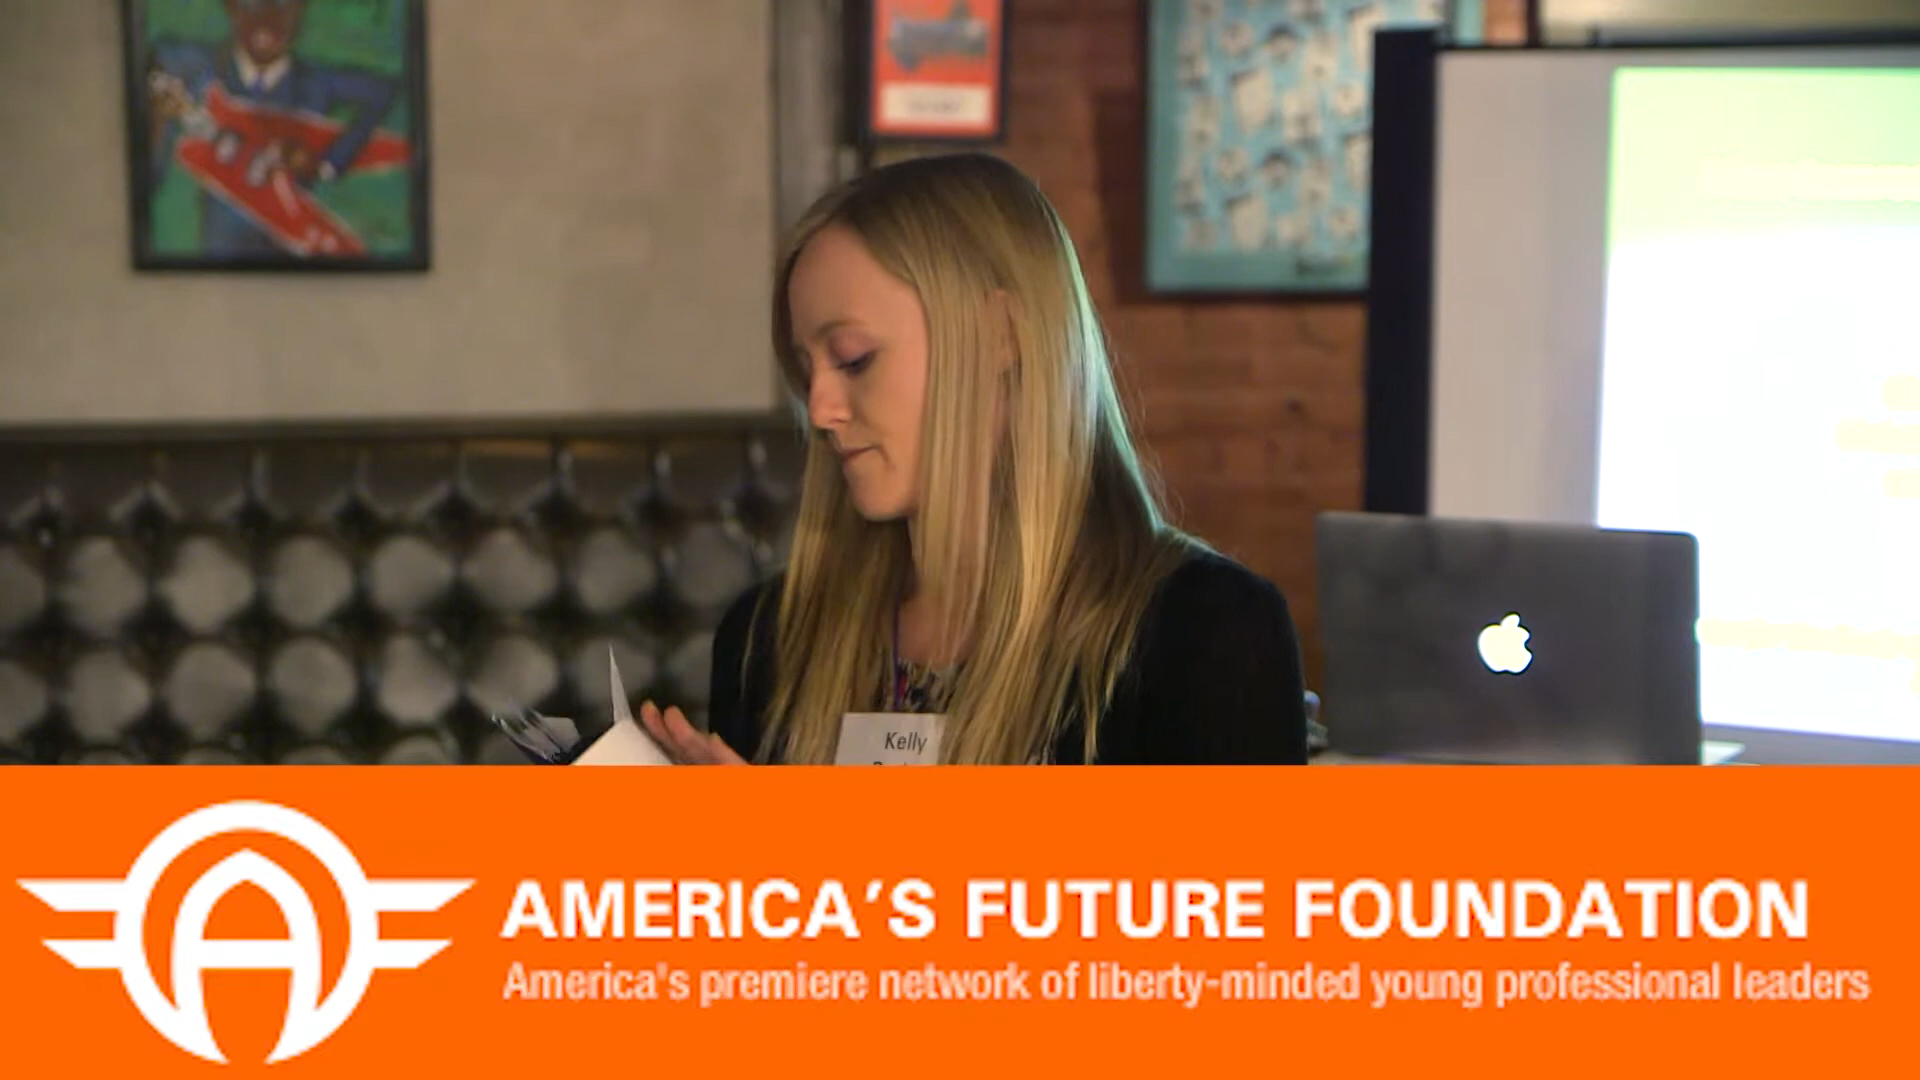 Kelly
AMERICA'S FUTURE FOUNDATION
America's premiere network of liberty-minded young professional leaders